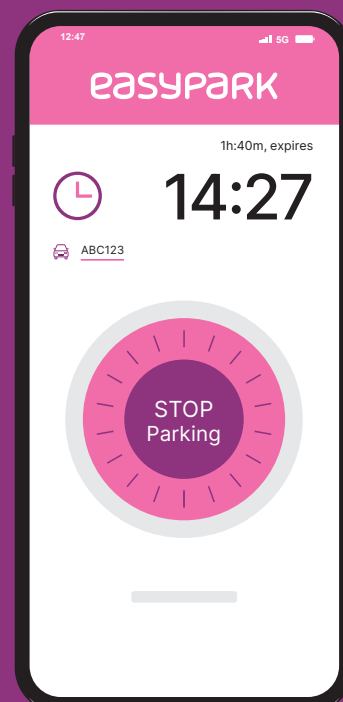 12:47 5G
easypark
1h:40m, expires
14:27
ABC123
STOP
Parking